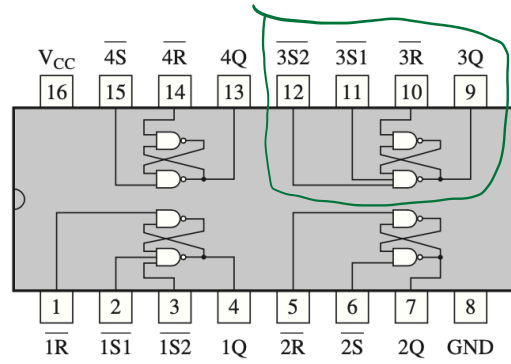 V_CC 4S̅ 4R̅ 4Q 3S2̅ 3S1̅ 3R̅ 3Q
16 15 14 13 12 11 10 9
1 2 3 4 5 6 7 8
1R̅ 1S1̅ 1S2̅ 1Q 2R̅ 2S̅ 2Q GND